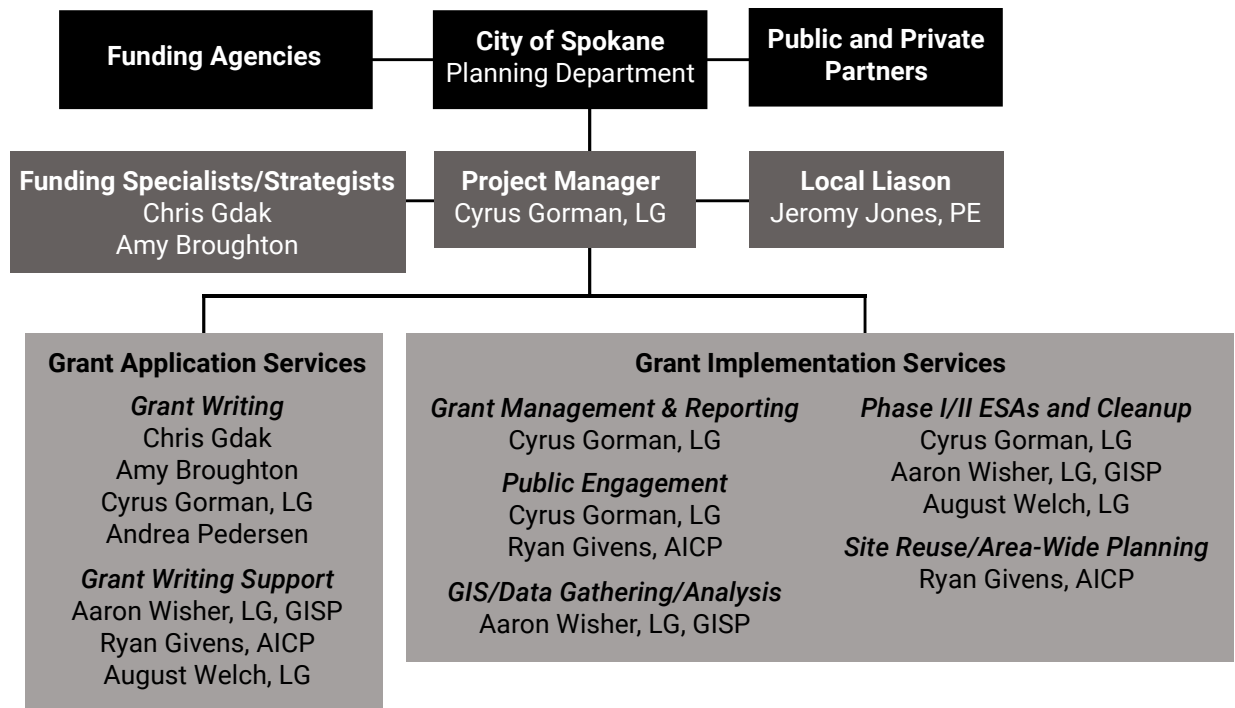 Funding Agencies
City of Spokane
Planning Department
Public and Private
Partners
Funding Specialists/Strategists
Chris Gdak
Amy Broughton
Project Manager
Cyrus Gorman, LG
Local Liason
Jeromy Jones, PE
Grant Application Services
Grant Writing
Chris Gdak
Amy Broughton
Cyrus Gorman, LG
Andrea Pedersen
Grant Writing Support
Aaron Wisher, LG, GISP
Ryan Givens, AICP
August Welch, LG
Grant Implementation Services
Grant Management & Reporting
Cyrus Gorman, LG
Public Engagement
Cyrus Gorman, LG
Ryan Givens, AICP
GIS/Data Gathering/Analysis
Aaron Wisher, LG, GISP
Phase I/II ESAs and Cleanup
Cyrus Gorman, LG
Aaron Wisher, LG, GISP
August Welch, LG
Site Reuse/Area-Wide Planning
Ryan Givens, AICP